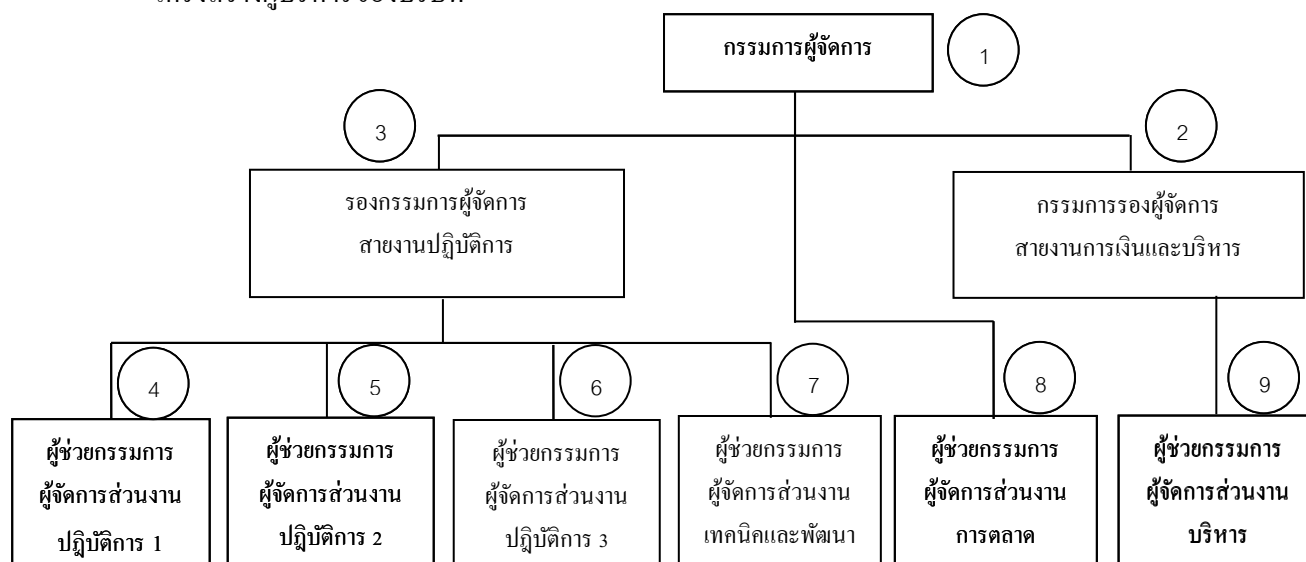 กรรมการผู้จัดการ
1
3
2
รองกรรมการผู้จัดการ
สายงานปฏิบัติการ
กรรมการรองผู้จัดการ
สายงานการเงินและบริหาร
4
5
6
7
8
9
ผู้ช่วยกรรมการ
ผู้จัดการส่วนงาน
ปฎิบัติการ 1
ผู้ช่วยกรรมการ
ผู้จัดการส่วนงาน
ปฎิบัติการ 2
ผู้ช่วยกรรมการ
ผู้จัดการส่วนงาน
ปฎิบัติการ 3
ผู้ช่วยกรรมการ
ผู้จัดการส่วนงาน
เทคนิคและพัฒนา
ผู้ช่วยกรรมการ
ผู้จัดการส่วนงาน
การตลาด
ผู้ช่วยกรรมการ
ผู้จัดการส่วนงาน
บริหาร